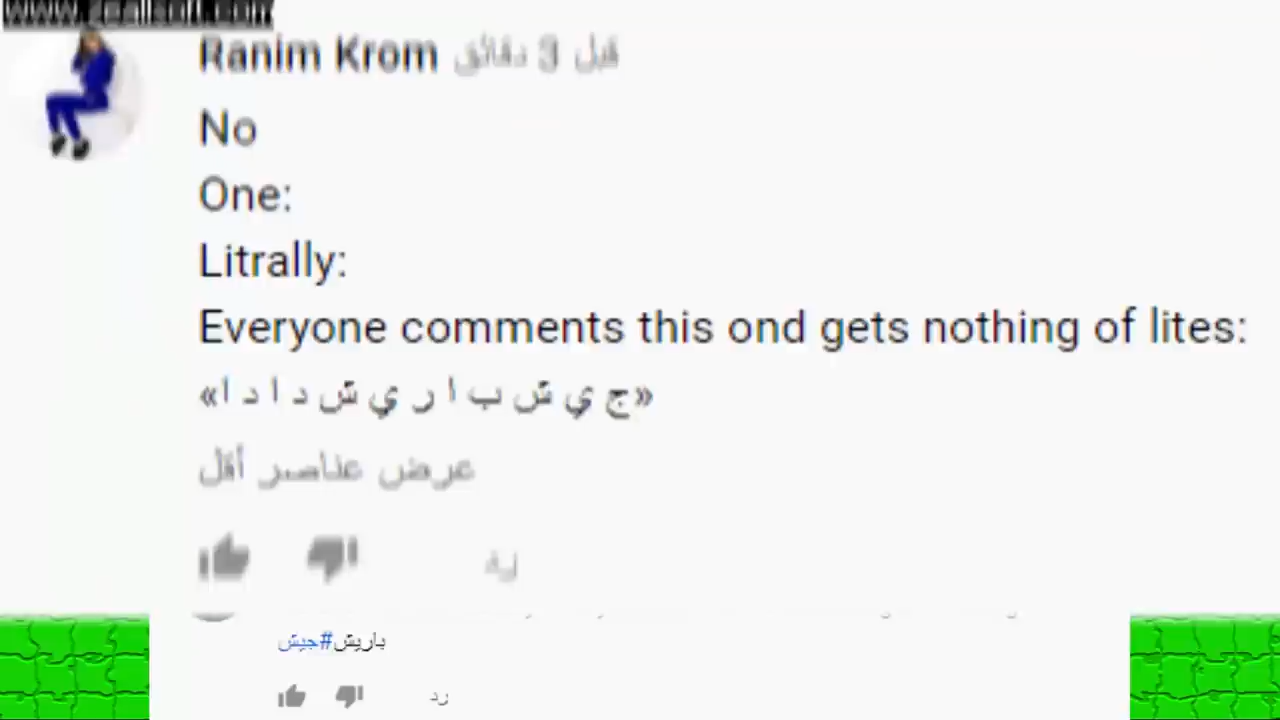 Ranim Krom قبل 3 دقائق
No
One:
Litrally:
Everyone comments this ond gets nothing of lites:
«ج ي ش ب ا ر ي ش د ا د ا»
عرض عناصر أقل
رد
باريش#جيش
رد